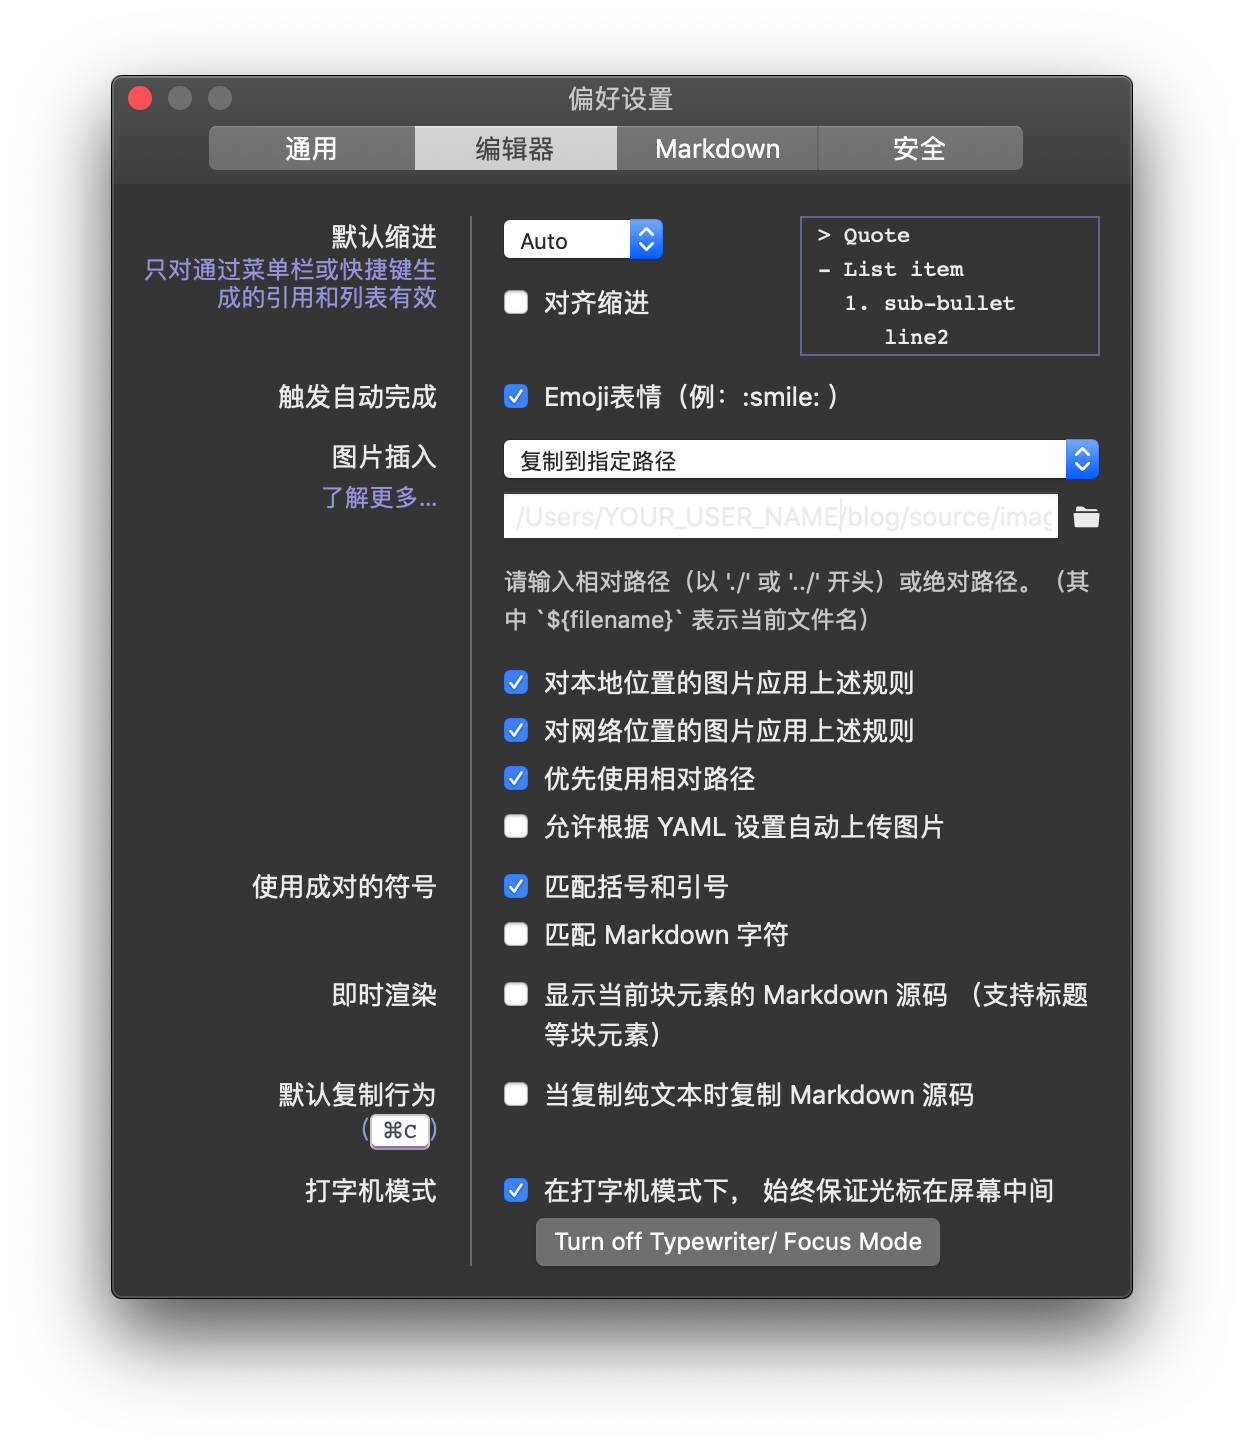 偏好设置
通用
编辑器
Markdown
安全
默认缩进
只对通过菜单栏或快捷键生
成的引用和列表有效
Auto
对齐缩进
> Quote
- List item
1. sub-bullet
line2
触发自动完成
Emoji表情（例：:smile: ）
图片插入
了解更多...
复制到指定路径
/Users/YOUR_USER_NAME/blog/source/imag
请输入相对路径（以 './' 或 '../' 开头）或绝对路径。（其
中 `${filename}` 表示当前文件名）
对本地位置的图片应用上述规则
对网络位置的图片应用上述规则
优先使用相对路径
允许根据 YAML 设置自动上传图片
使用成对的符号
匹配括号和引号
匹配 Markdown 字符
即时渲染
显示当前块元素的 Markdown 源码 （支持标题
等块元素）
默认复制行为
(⌘C)
当复制纯文本时复制 Markdown 源码
打字机模式
在打字机模式下， 始终保证光标在屏幕中间
Turn off Typewriter/ Focus Mode